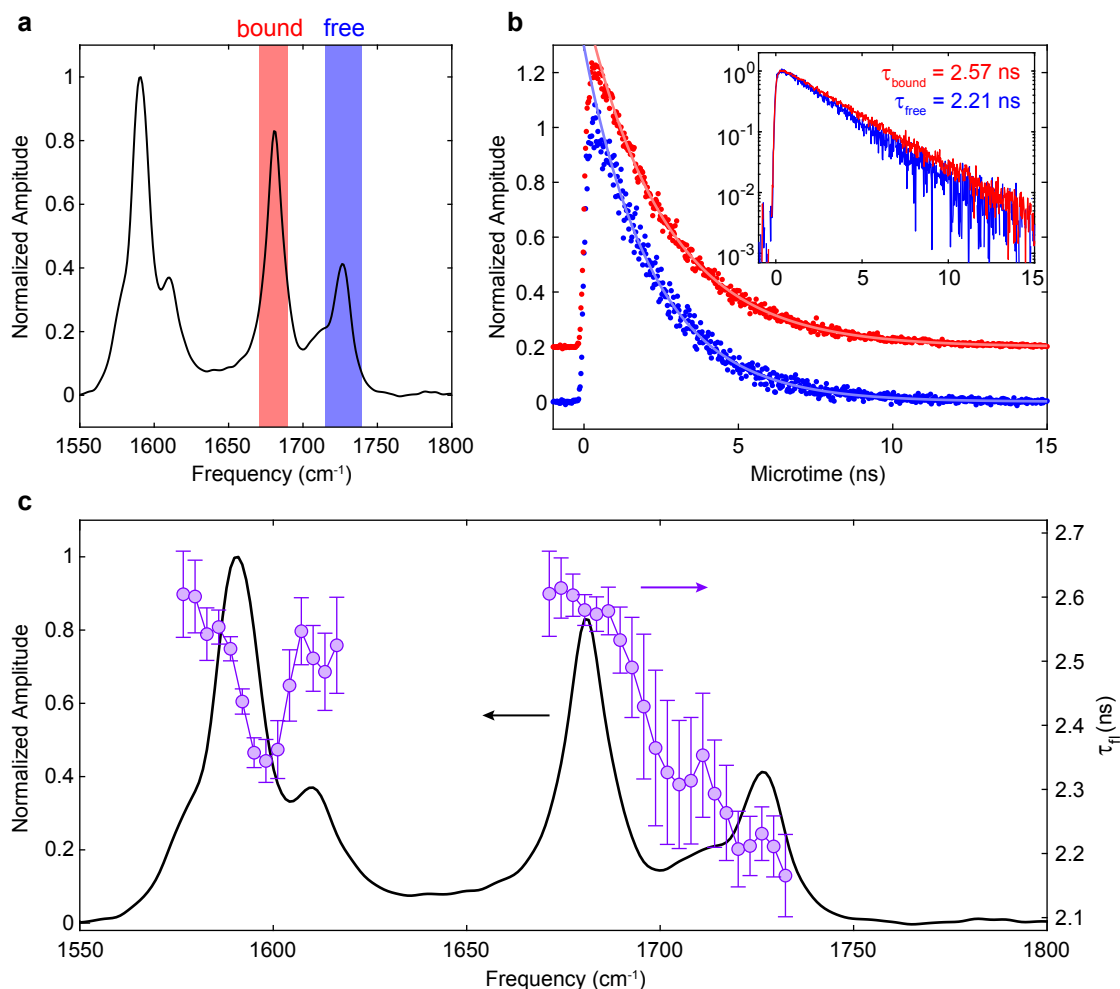 a
bound free
Normalized Amplitude
1
0.8
0.6
0.4
0.2
0
1550 1600 1650 1700 1750 1800
Frequency (cm⁻¹)
b
Normalized Ampitude
1.2
1
0.8
0.6
0.4
0.2
0
0 5 10 15
Microtime (ns)
10⁰
10⁻¹
10⁻²
10⁻³
0 5 10 15
τbound = 2.57 ns
τfree = 2.21 ns
c
Normalized Amplitude
1
0.8
0.6
0.4
0.2
0
1550 1600 1650 1700 1750 1800
Frequency (cm⁻¹)
2.7
2.6
2.5
2.4
2.3
2.2
2.1
τfl (ns)